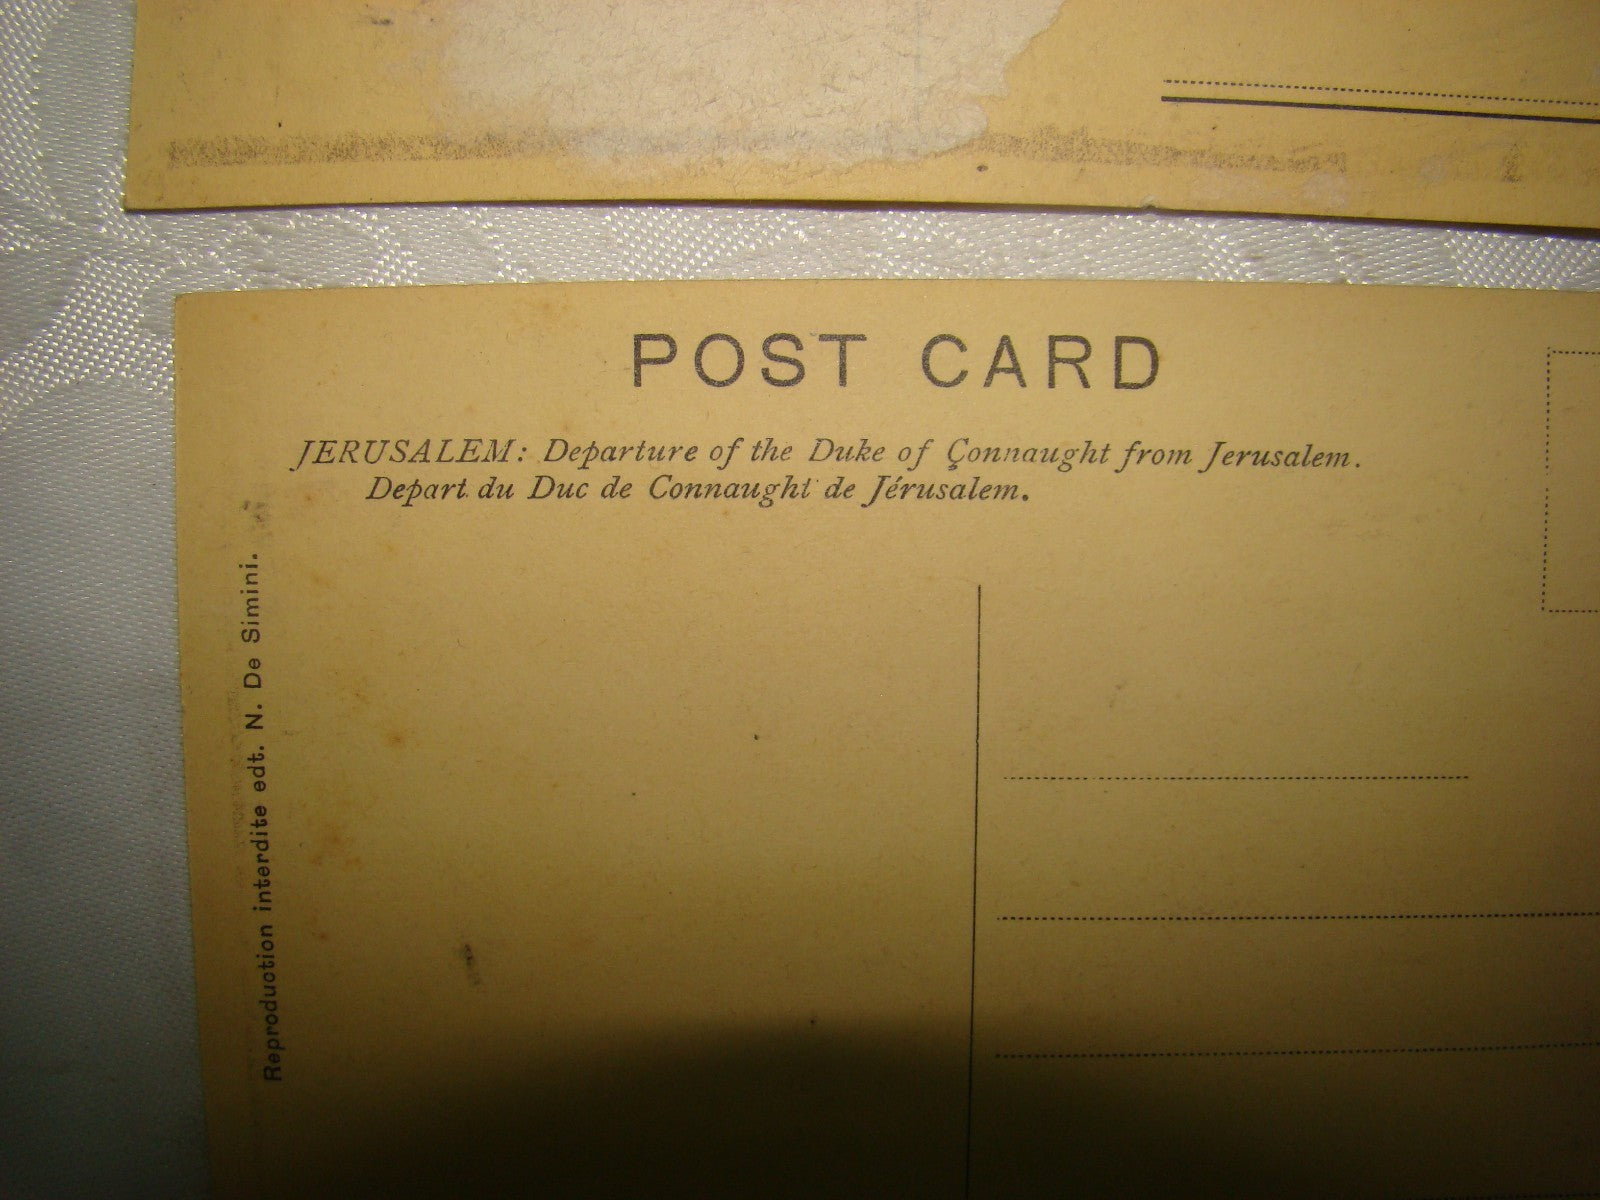 POST CARD
JERUSALEM: Departure of the Duke of Çonnaught from Jerusalem.
Depart du Duc de Connaught de Jérusalem.
Reproduction interdite edt. N. De Simini.